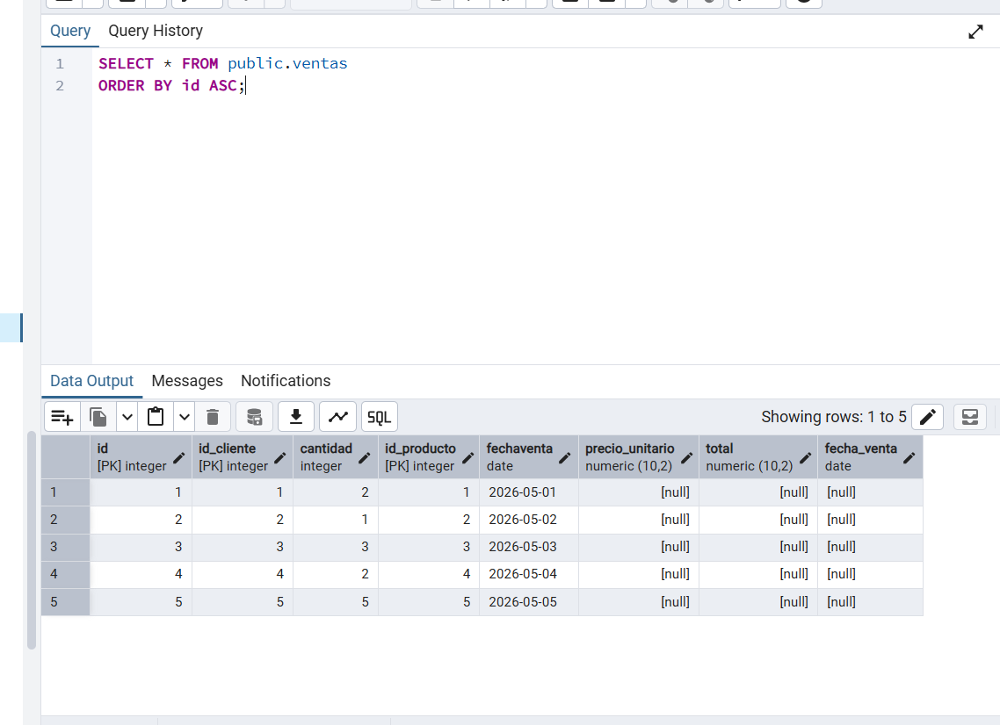 Query Query History
1 SELECT * FROM public.ventas
2 ORDER BY id ASC;
Data Output Messages Notifications
SQL Showing rows: 1 to 5
id id_cliente cantidad id_producto fechaventa precio_unitario total fecha_venta
[PK] integer [PK] integer integer [PK] integer date numeric (10,2) numeric (10,2) date
1 1 1 2 1 2026-05-01 [null] [null] [null]
2 2 2 1 2 2026-05-02 [null] [null] [null]
3 3 3 3 3 2026-05-03 [null] [null] [null]
4 4 4 2 4 2026-05-04 [null] [null] [null]
5 5 5 5 5 2026-05-05 [null] [null] [null]